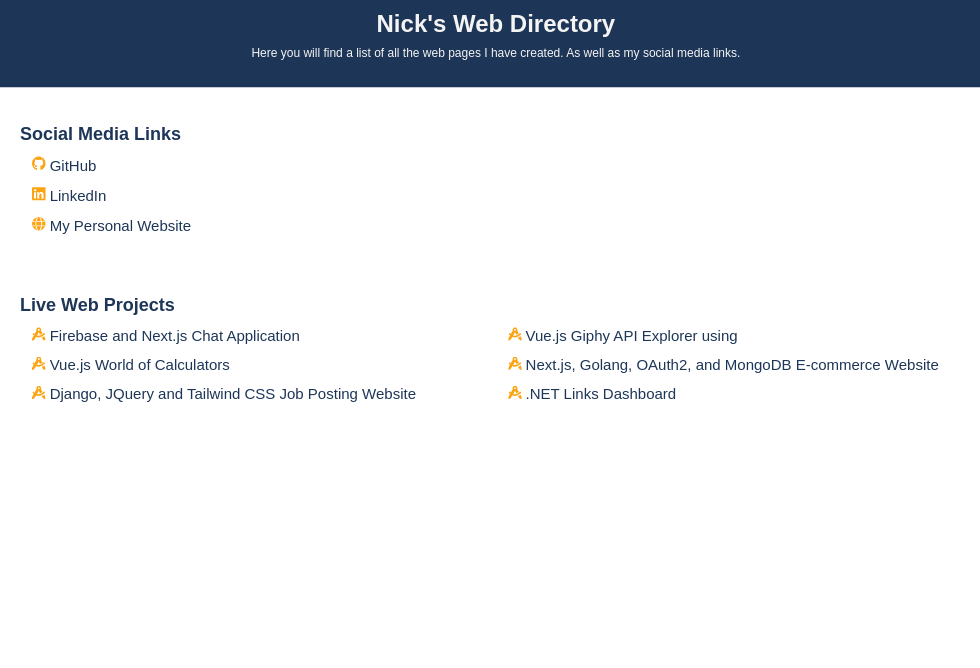 Nick's Web Directory
Here you will find a list of all the web pages I have created. As well as my social media links.
Social Media Links
GitHub
LinkedIn
My Personal Website
Live Web Projects
Firebase and Next.js Chat Application
Vue.js Giphy API Explorer using
Vue.js World of Calculators
Next.js, Golang, OAuth2, and MongoDB E-commerce Website
Django, JQuery and Tailwind CSS Job Posting Website
.NET Links Dashboard